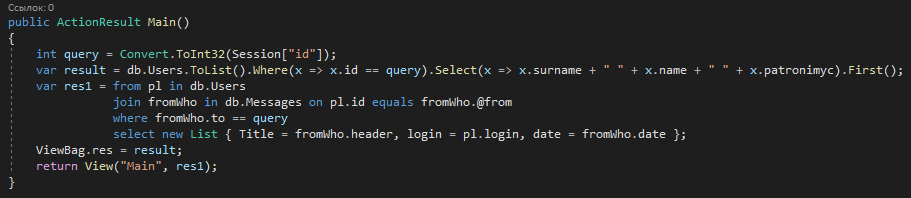 Ссылок: 0
public ActionResult Main()
{
int query = Convert.ToInt32(Session["id"]);
var result = db.Users.ToList().Where(x => x.id == query).Select(x => x.surname + " " + x.name + " " + x.patronimyc).First();
var res1 = from pl in db.Users
join fromWho in db.Messages on pl.id equals fromWho.@from
where fromWho.to == query
select new List { Title = fromWho.header, login = pl.login, date = fromWho.date };
ViewBag.res = result;
return View("Main", res1);
}